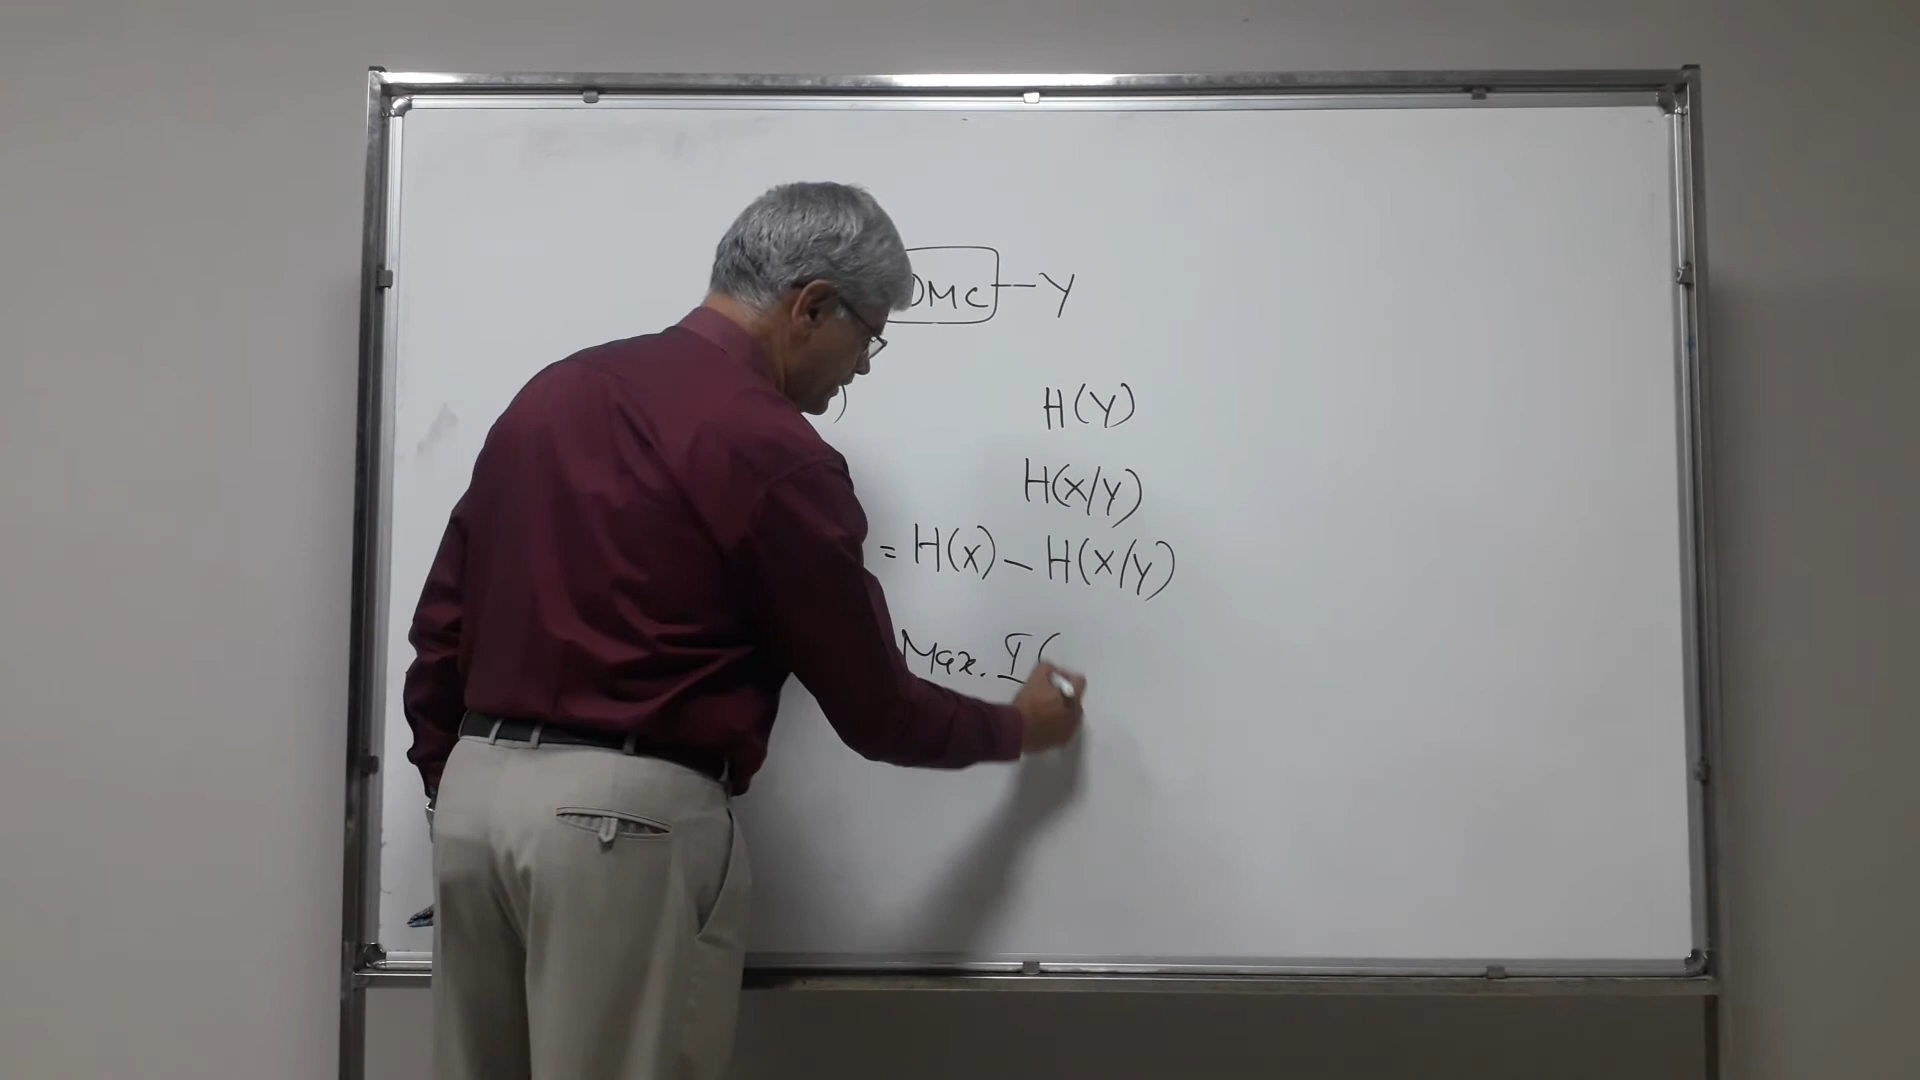 DMC — Y
) H(Y)
H(X/Y)
= H(X) – H(X/Y)
Max. I(